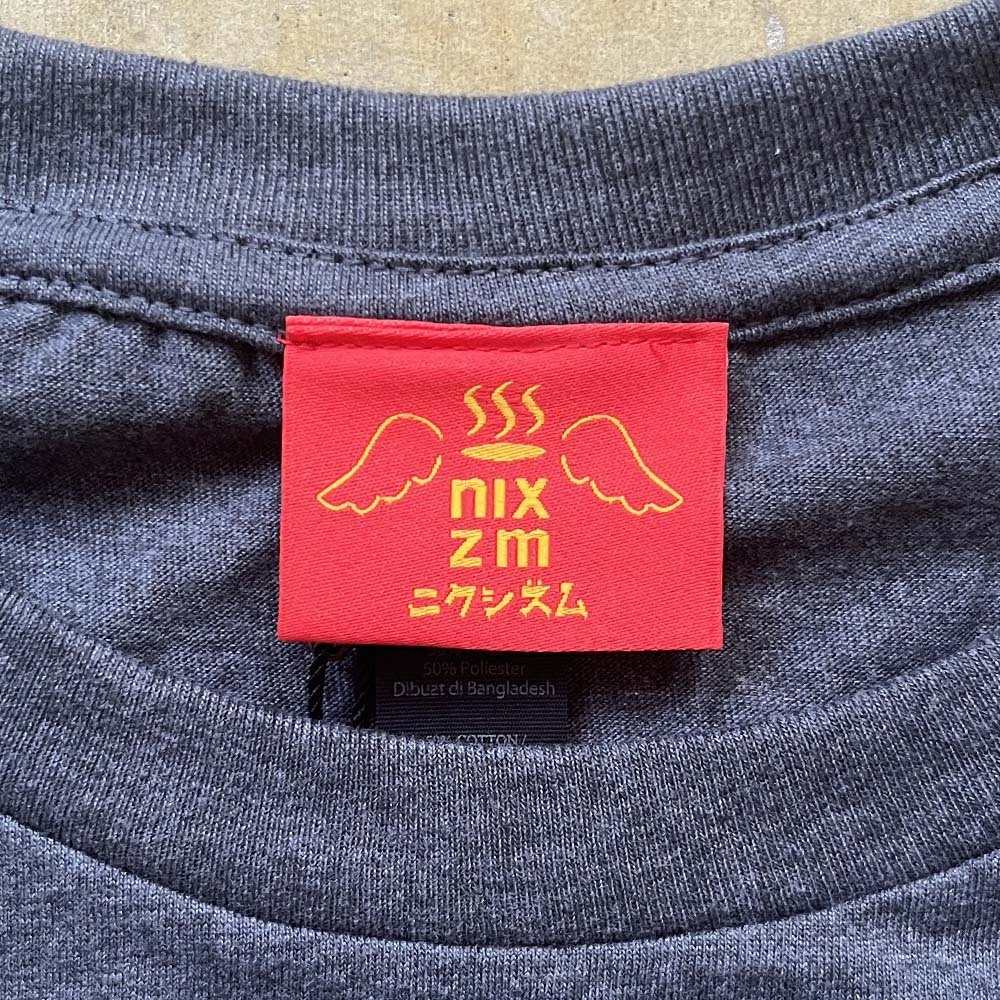 nix
zm
ニクシズム
50% Poliester
Dibuat di Bangladesh
COTTON/